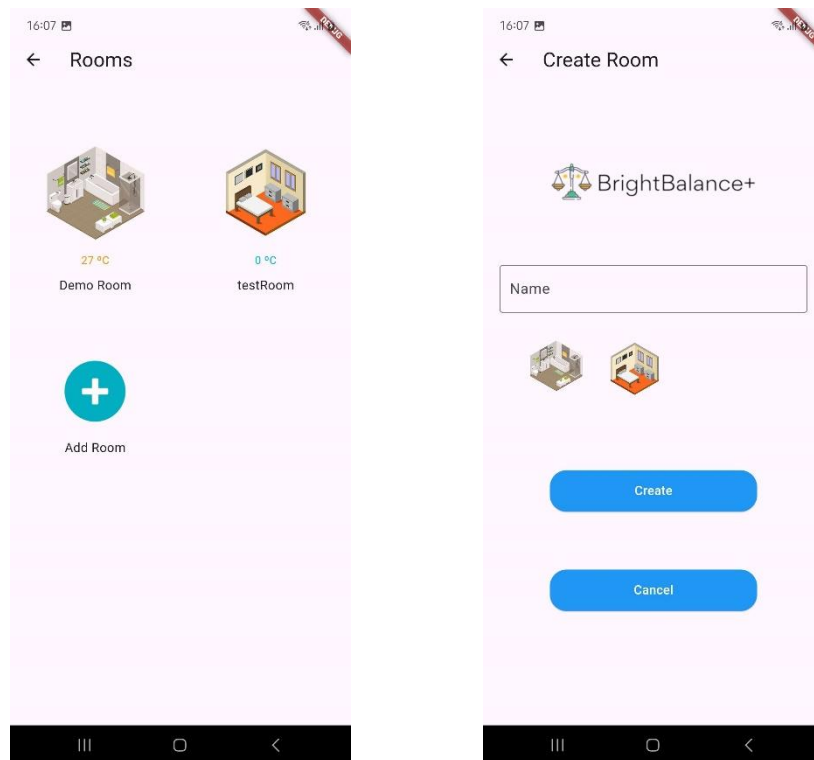 16:07
Rooms
27 ºC
0 ºC
Demo Room
testRoom
Add Room
16:07
Create Room
BrightBalance+
Name
Create
Cancel